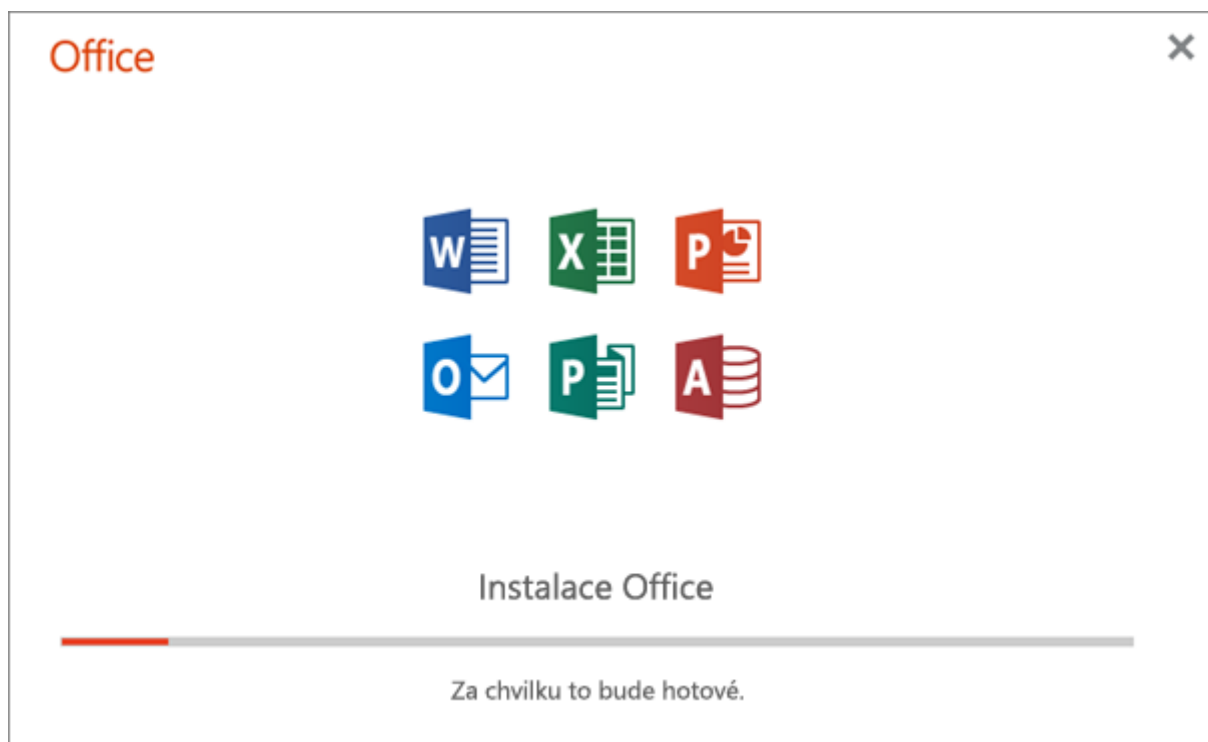 Office
W X P
O P A
Instalace Office
Za chvilku to bude hotové.